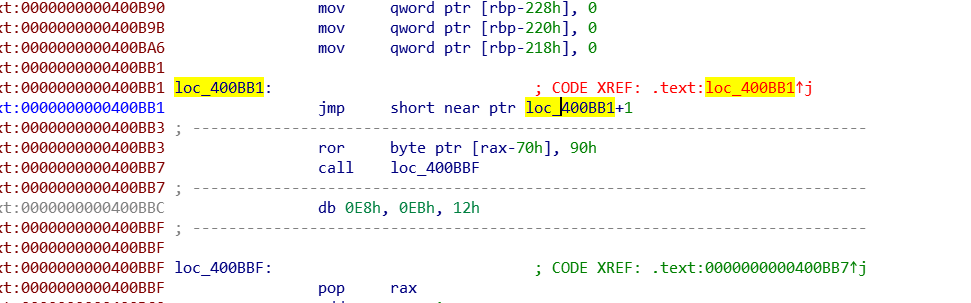 xt:0000000000400B90 mov qword ptr [rbp-228h], 0
xt:0000000000400B9B mov qword ptr [rbp-220h], 0
xt:0000000000400BA6 mov qword ptr [rbp-218h], 0
xt:0000000000400BB1
xt:0000000000400BB1 loc_400BB1: ; CODE XREF: .text:loc_400BB1↑j
xt:0000000000400BB1 jmp short near ptr loc_400BB1+1
xt:0000000000400BB3 ; ---------------------------------------------------------------------------
xt:0000000000400BB3 ror byte ptr [rax-70h], 90h
xt:0000000000400BB7 call loc_400BBF
xt:0000000000400BB7 ; ---------------------------------------------------------------------------
xt:0000000000400BBC db 0E8h, 0EBh, 12h
xt:0000000000400BBF ; ---------------------------------------------------------------------------
xt:0000000000400BBF
xt:0000000000400BBF loc_400BBF: ; CODE XREF: .text:0000000000400BB7↑j
xt:0000000000400BBF pop rax